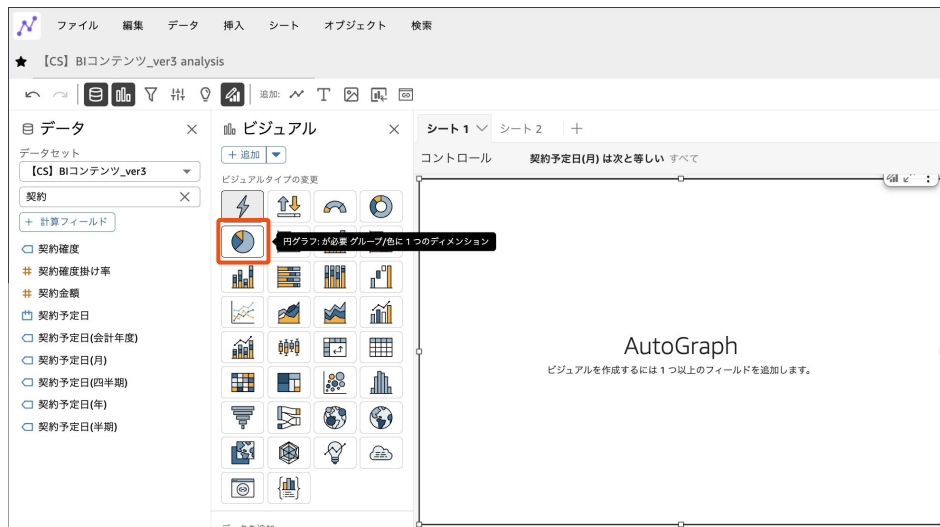 ファイル 編集 データ 挿入 シート オブジェクト 検索
【CS】BIコンテンツ_ver3 analysis
追加:
データ
データセット
【CS】BIコンテンツ_ver3
契約
+ 計算フィールド
契約確度
契約確度掛け率
契約金額
契約予定日
契約予定日(会計年度)
契約予定日(月)
契約予定日(四半期)
契約予定日(年)
契約予定日(半期)
ビジュアル
+ 追加
ビジュアルタイプの変更
円グラフ: が必要 グループ/色に 1 つのディメンション
シート 1 シート 2
コントロール 契約予定日(月) は次と等しい すべて
AutoGraph
ビジュアルを作成するには 1 つ以上のフィールドを追加します。